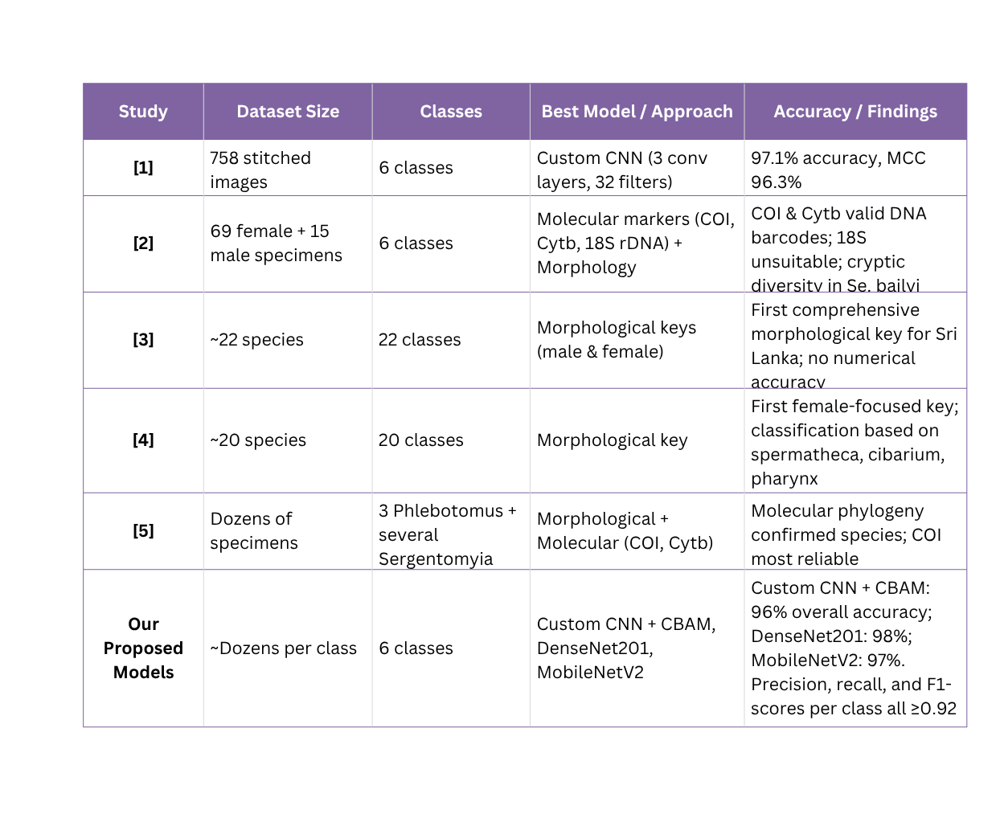 Study
Dataset Size
Classes
Best Model / Approach
Accuracy / Findings
[1]
758 stitched
images
6 classes
Custom CNN (3 conv
layers, 32 filters)
97.1% accuracy, MCC
96.3%
[2]
69 female + 15
male specimens
6 classes
Molecular markers (COI,
Cytb, 18S rDNA) +
Morphology
COI & Cytb valid DNA
barcodes; 18S
unsuitable; cryptic
diversity in Se. bailyi
[3]
~22 species
22 classes
Morphological keys
(male & female)
First comprehensive
morphological key for Sri
Lanka; no numerical
accuracy
[4]
~20 species
20 classes
Morphological key
First female-focused key;
classification based on
spermatheca, cibarium,
pharynx
[5]
Dozens of
specimens
3 Phlebotomus +
several
Sergentomyia
Morphological +
Molecular (COI, Cytb)
Molecular phylogeny
confirmed species; COI
most reliable
Our
Proposed
Models
~Dozens per class
6 classes
Custom CNN + CBAM,
DenseNet201,
MobileNetV2
Custom CNN + CBAM:
96% overall accuracy;
DenseNet201: 98%;
MobileNetV2: 97%.
Precision, recall, and F1-
scores per class all ≥0.92